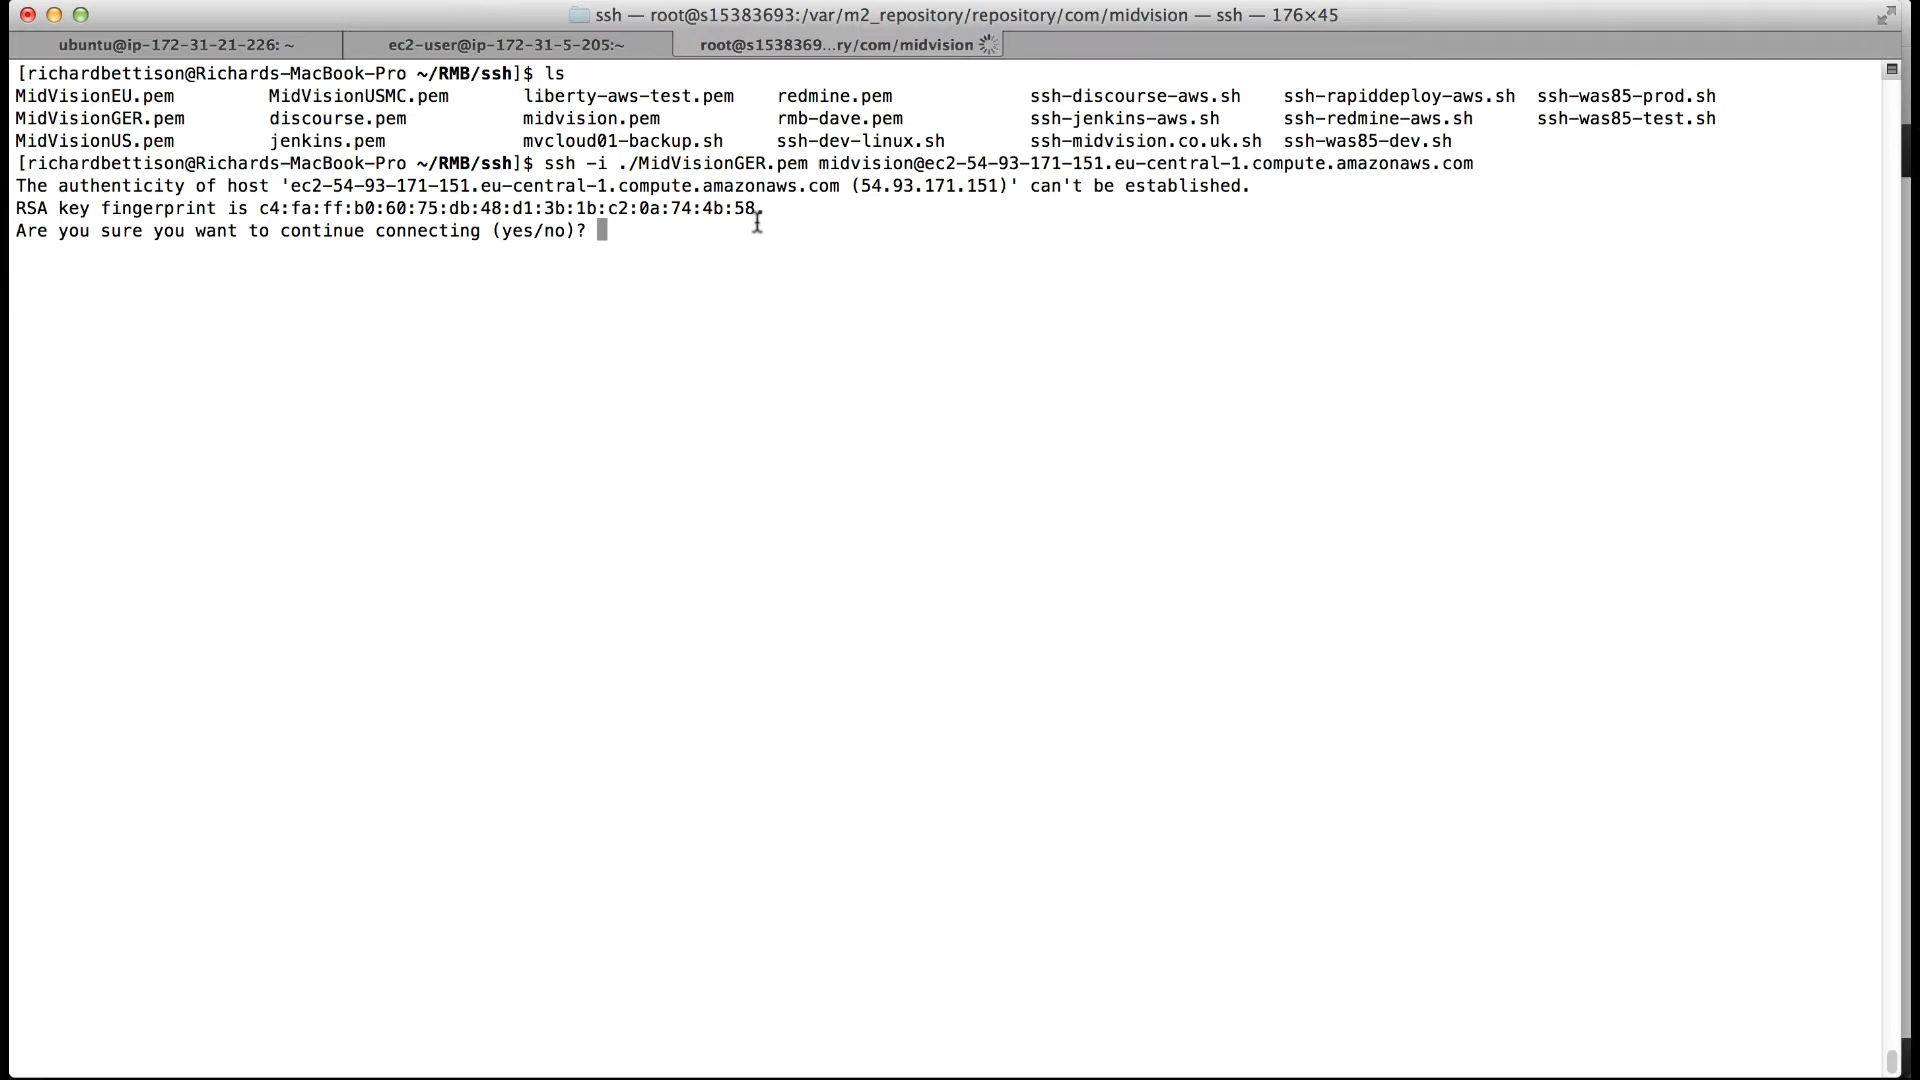 ssh — root@s15383693:/var/m2_repository/repository/com/midvision — ssh — 176×45
ubuntu@ip-172-31-21-226: ~ ec2-user@ip-172-31-5-205:~ root@s1538369...ry/com/midvision
[richardbettison@Richards-MacBook-Pro ~/RMB/ssh]$ ls
MidVisionEU.pem MidVisionUSMC.pem liberty-aws-test.pem redmine.pem ssh-discourse-aws.sh ssh-rapiddeploy-aws.sh ssh-was85-prod.sh
MidVisionGER.pem discourse.pem midvision.pem rmb-dave.pem ssh-jenkins-aws.sh ssh-redmine-aws.sh ssh-was85-test.sh
MidVisionUS.pem jenkins.pem mvcloud01-backup.sh ssh-dev-linux.sh ssh-midvision.co.uk.sh ssh-was85-dev.sh
[richardbettison@Richards-MacBook-Pro ~/RMB/ssh]$ ssh -i ./MidVisionGER.pem midvision@ec2-54-93-171-151.eu-central-1.compute.amazonaws.com
The authenticity of host 'ec2-54-93-171-151.eu-central-1.compute.amazonaws.com (54.93.171.151)' can't be established.
RSA key fingerprint is c4:fa:ff:b0:60:75:db:48:d1:3b:1b:c2:0a:74:4b:58.
Are you sure you want to continue connecting (yes/no)?